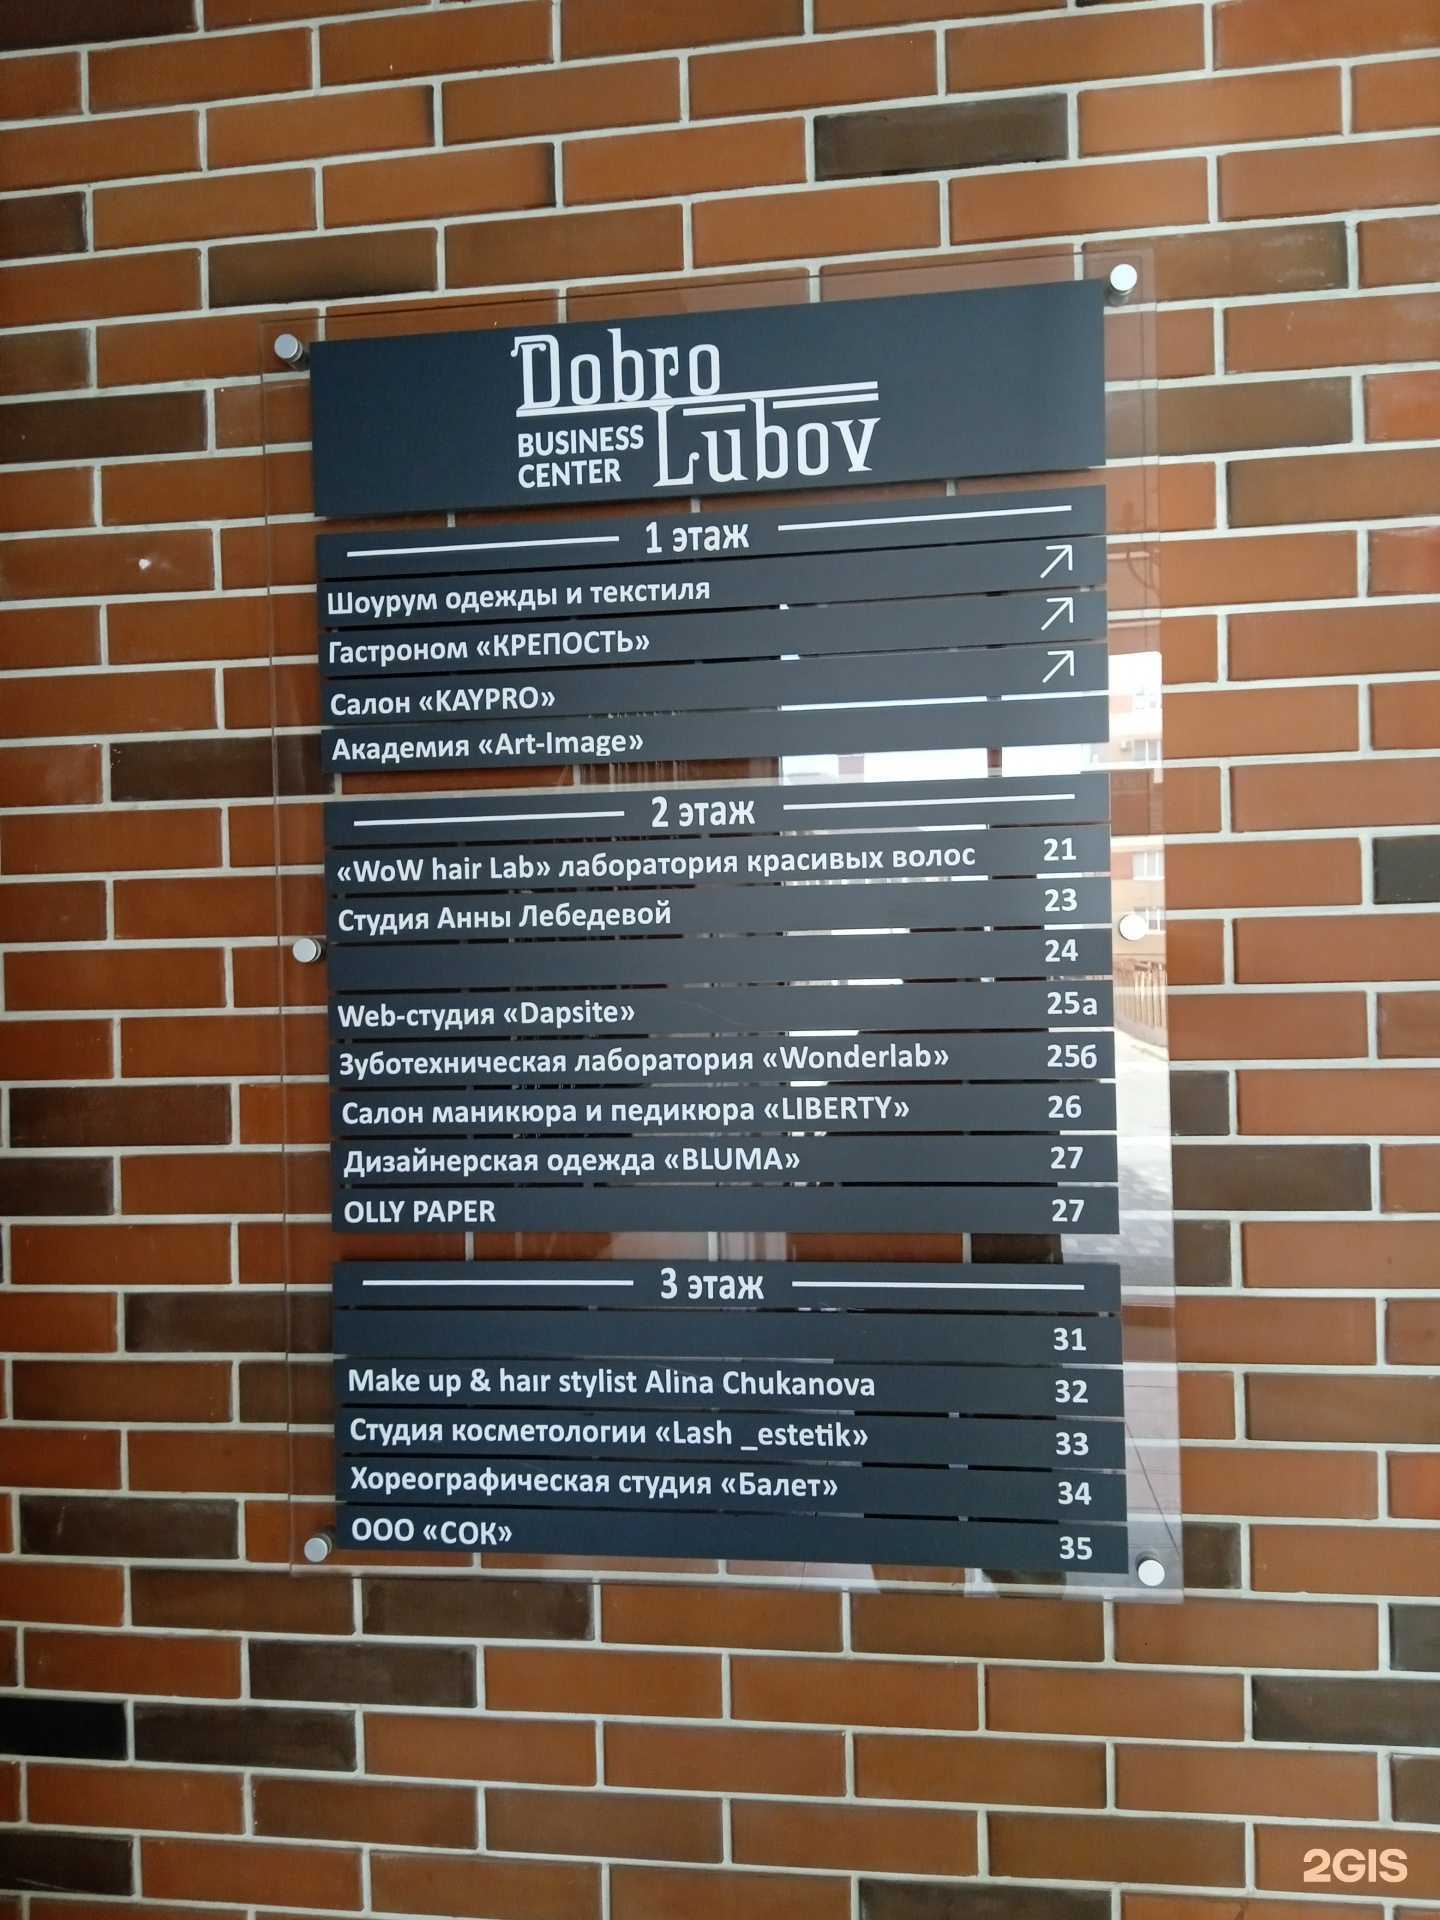 Dobro
BUSINESS
CENTER
Lubov
1 этаж
Шоурум одежды и текстиля
Гастроном «КРЕПОСТЬ»
Салон «KAYPRO»
Академия «Art-Image»
2 этаж
«WoW hair Lab» лаборатория красивых волос 21
Студия Анны Лебедевой 23
24
Web-студия «Dapsite» 25а
Зуботехническая лаборатория «Wonderlab» 25б
Салон маникюра и педикюра «LIBERTY» 26
Дизайнерская одежда «BLUMA» 27
OLLY PAPER 27
3 этаж
31
Make up & haır stylist Alina Chukanova 32
Студия косметологии «Lash _estetik» 33
Хореографическая студия «Балет» 34
ООО «СОК» 35
2GIS